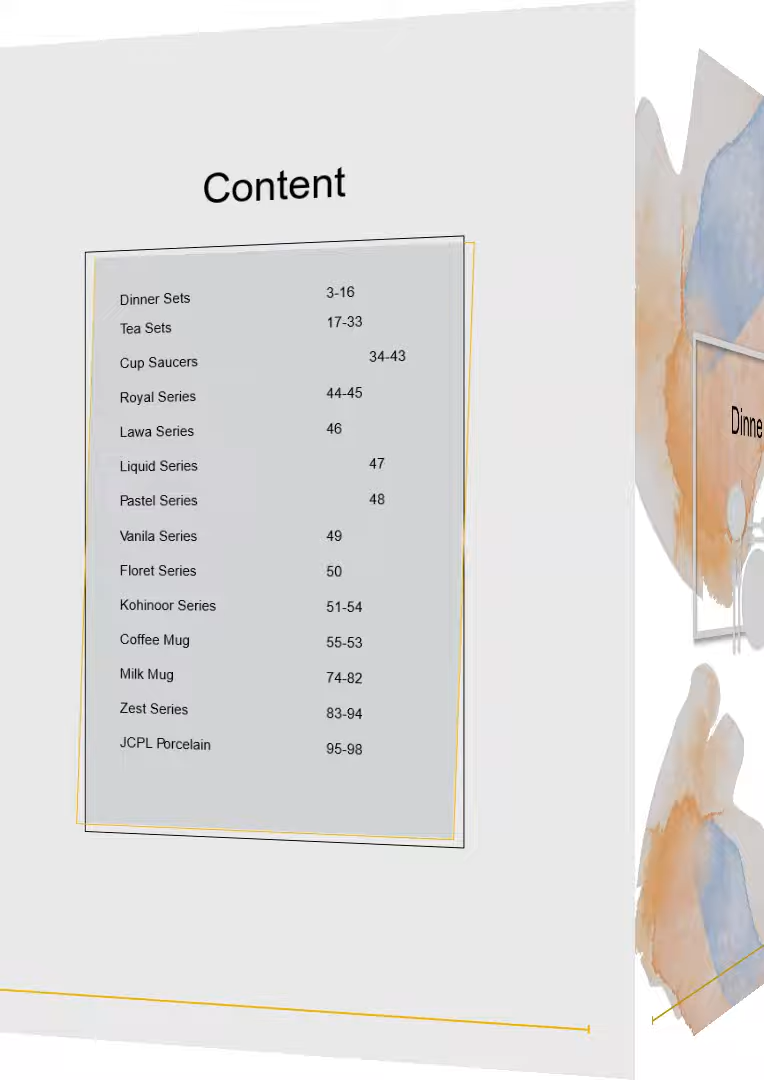 Content
Dinner Sets 3-16
Tea Sets 17-33
Cup Saucers 34-43
Royal Series 44-45
Lawa Series 46
Liquid Series 47
Pastel Series 48
Vanila Series 49
Floret Series 50
Kohinoor Series 51-54
Coffee Mug 55-53
Milk Mug 74-82
Zest Series 83-94
JCPL Porcelain 95-98
Dinne